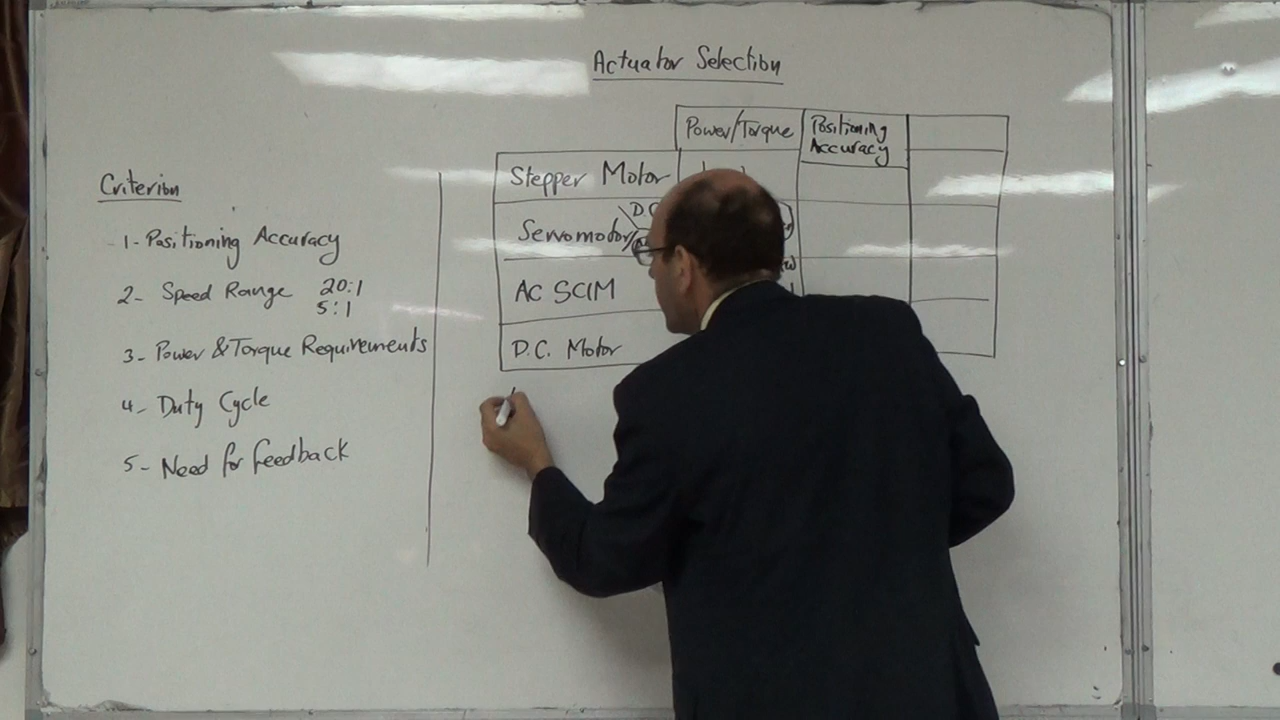 Actuator Selection
Criterion
1- Positioning Accuracy
2- Speed Range 20:1
5:1
3- Power & Torque Requirements
4- Duty Cycle
5- Need for feedback
Power/Torque
Positioning
Accuracy
Stepper Motor
Servomotor
AC SCIM
D.C. Motor